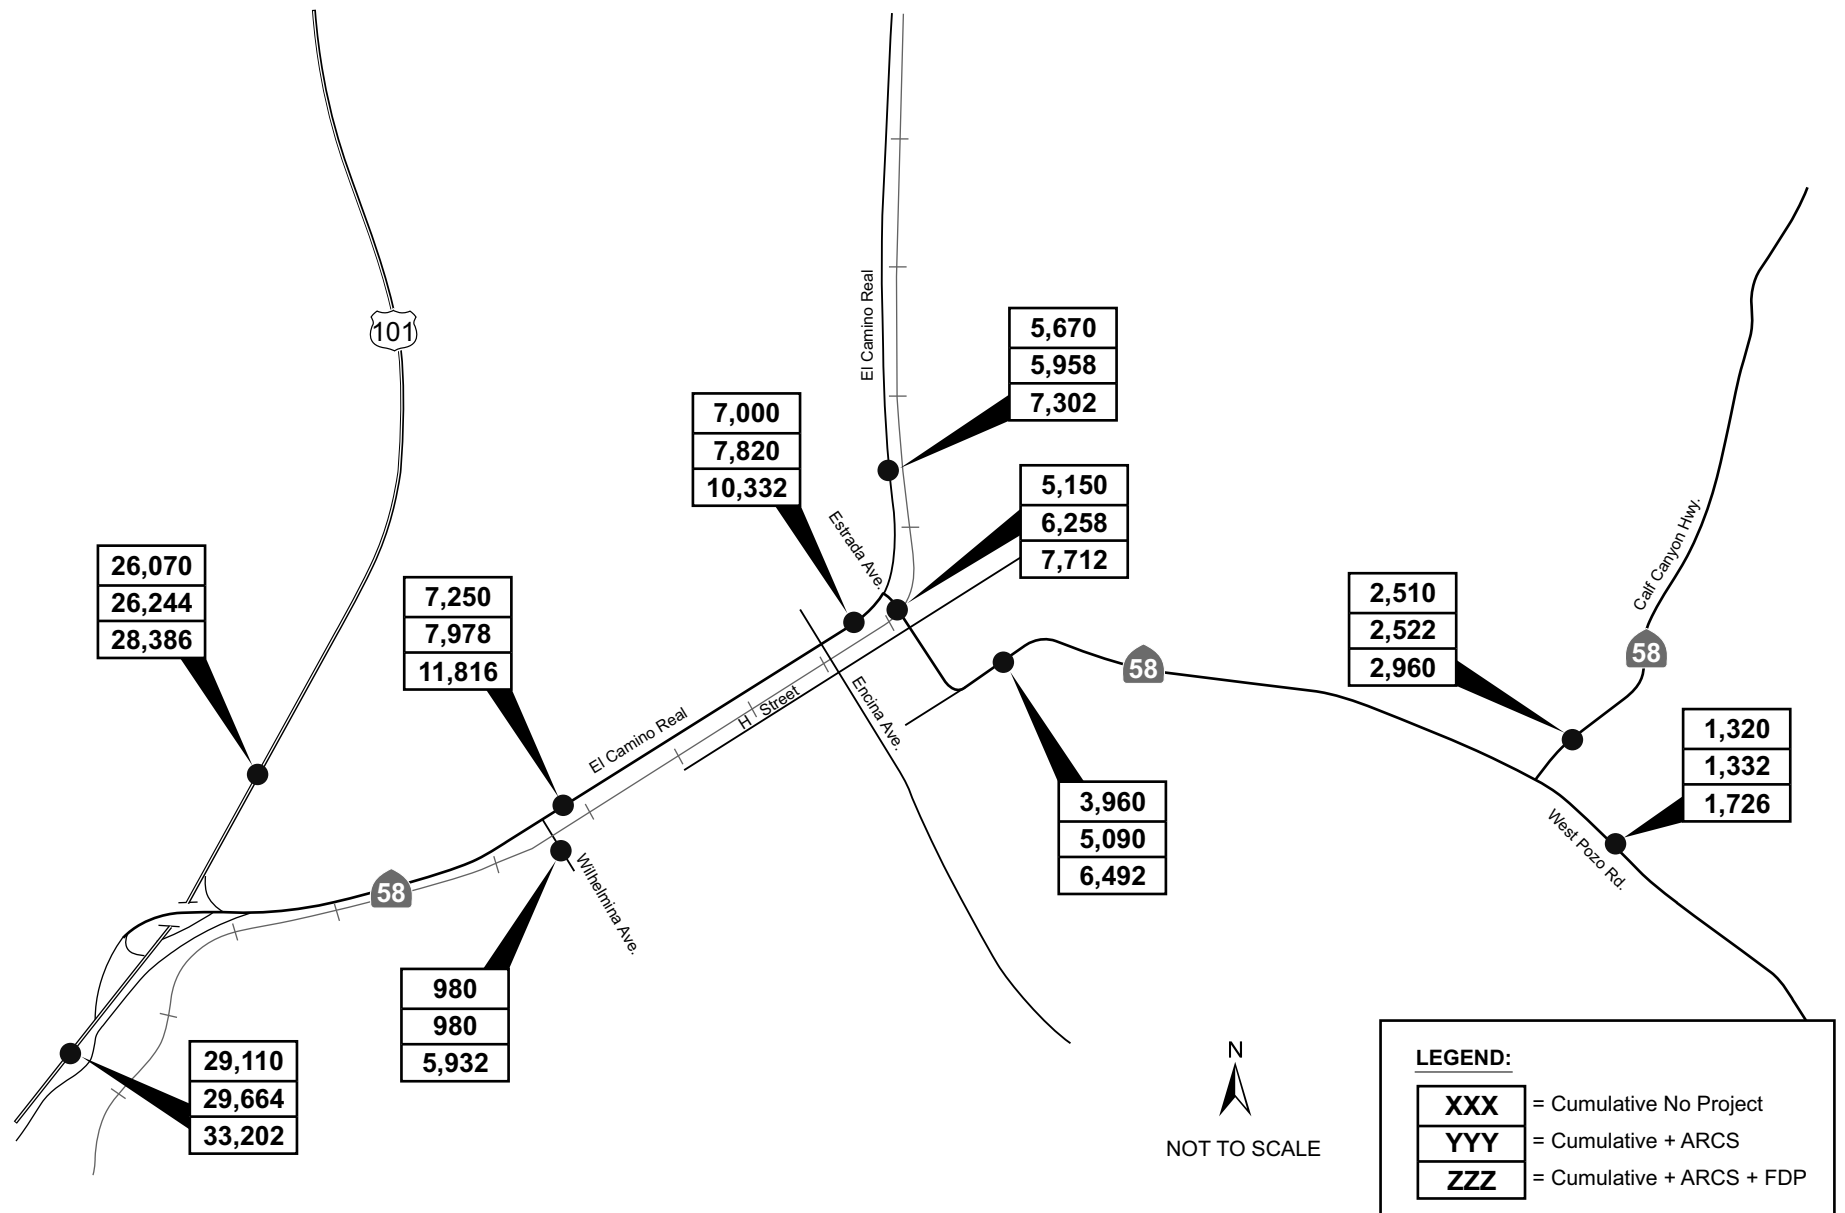 101
El Camino Real
5,670
5,958
7,302
7,000
7,820
10,332
5,150
6,258
7,712
Estrada Ave.
26,070
26,244
28,386
7,250
7,978
11,816
2,510
2,522
2,960
Calf Canyon Hwy.
58
58
El Camino Real
H Street
Encina Ave.
1,320
1,332
1,726
3,960
5,090
6,492
West Pozo Rd.
58
Wilhelmina Ave.
980
980
5,932
29,110
29,664
33,202
N
NOT TO SCALE
LEGEND:
XXX = Cumulative No Project
YYY = Cumulative + ARCS
ZZZ = Cumulative + ARCS + FDP